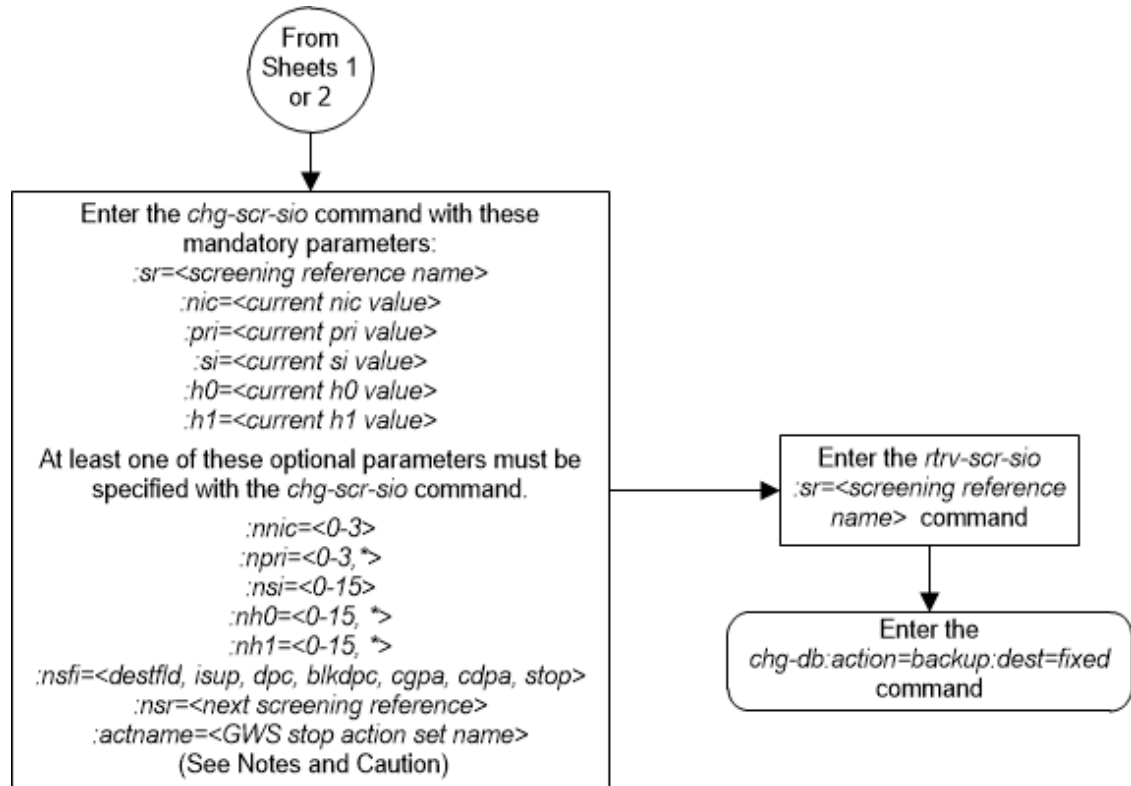 From
Sheets 1
or 2
Enter the chg-scr-sio command with these
mandatory parameters:
:sr=<screening reference name>
:nic=<current nic value>
:pri=<current pri value>
:si=<current si value>
:h0=<current h0 value>
:h1=<current h1 value>
At least one of these optional parameters must be
specified with the chg-scr-sio command.
:nnic=<0-3>
:npri=<0-3,*>
:nsi=<0-15>
:nh0=<0-15, *>
:nh1=<0-15, *>
:nsfi=<destfld, isup, dpc, blkdpc, cgpa, cdpa, stop>
:nsr=<next screening reference>
:actname=<GWS stop action set name>
(See Notes and Caution)
Enter the rtrv-scr-sio
:sr=<screening reference
name> command
Enter the
chg-db:action=backup:dest=fixed
command